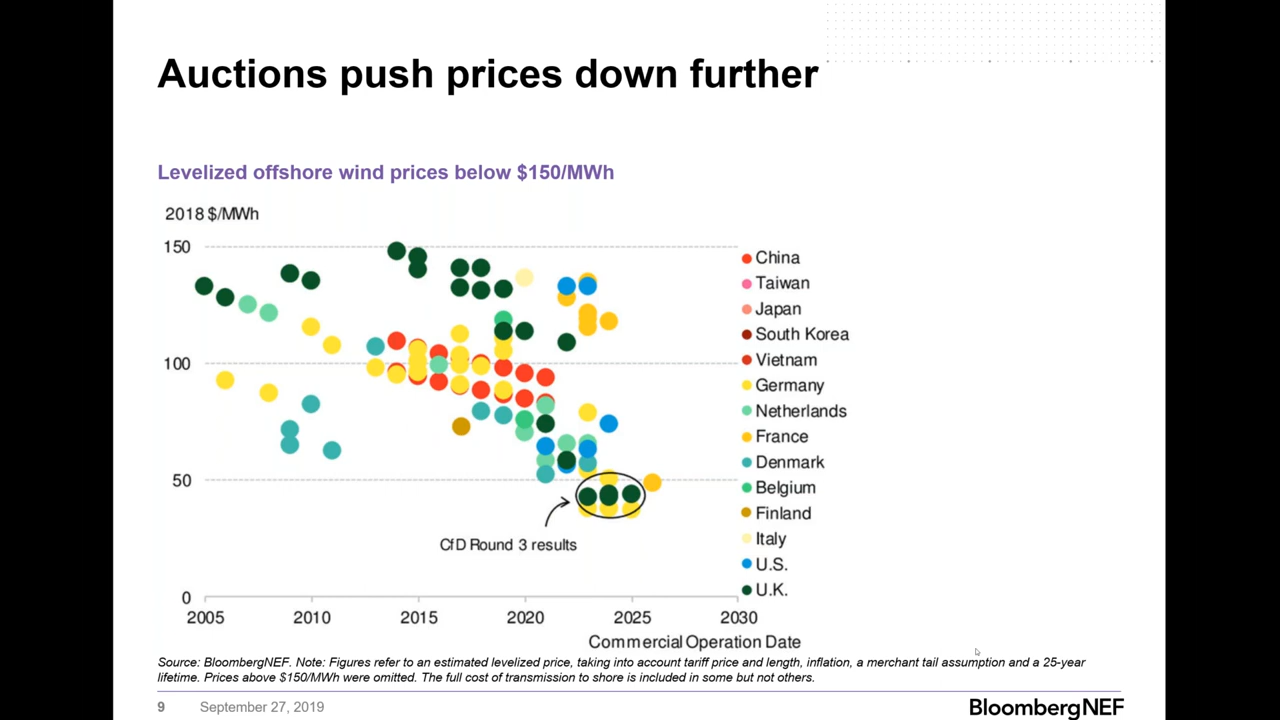 Auctions push prices down further
Levelized offshore wind prices below $150/MWh
2018 $/MWh
150
100
50
0
2005 2010 2015 2020 2025 2030
Commercial Operation Date
CfD Round 3 results
China
Taiwan
Japan
South Korea
Vietnam
Germany
Netherlands
France
Denmark
Belgium
Finland
Italy
U.S.
U.K.
Source: BloombergNEF. Note: Figures refer to an estimated levelized price, taking into account tariff price and length, inflation, a merchant tail assumption and a 25-year
lifetime. Prices above $150/MWh were omitted. The full cost of transmission to shore is included in some but not others.
9 September 27, 2019
BloombergNEF